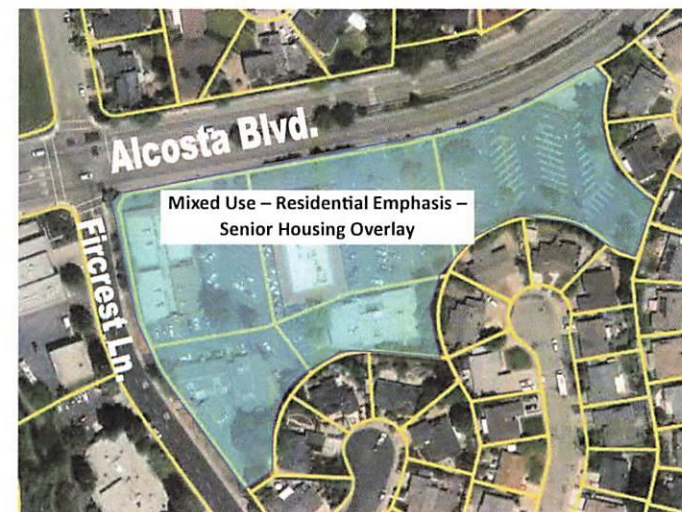 Alcosta Blvd.
Mixed Use – Residential Emphasis –
Senior Housing Overlay
Fircrest Ln.